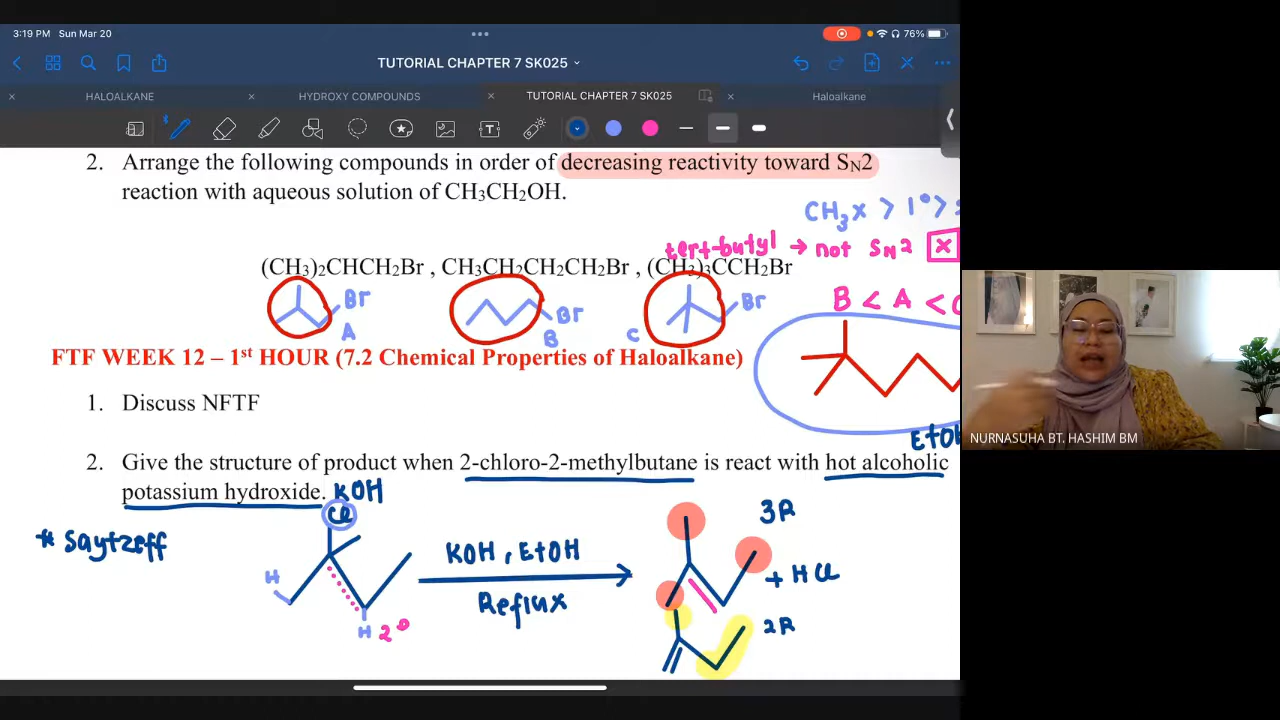 3:19 PM Sun Mar 20
76%
TUTORIAL CHAPTER 7 SK025
HALOALKANE
HYDROXY COMPOUNDS
TUTORIAL CHAPTER 7 SK025
Haloalkane
2. Arrange the following compounds in order of decreasing reactivity toward SN2
reaction with aqueous solution of CH3CH2OH.
CH3X > 1° >
tert-butyl → not SN2 X
(CH3)2CHCH2Br , CH3CH2CH2CH2Br , (CH3)3CCH2Br
Br
A
Br
B
Br
C
B < A < C
FTF WEEK 12 – 1st HOUR (7.2 Chemical Properties of Haloalkane)
1. Discuss NFTF
EtOH
NURNASUHA BT. HASHIM BM
2. Give the structure of product when 2-chloro-2-methylbutane is react with hot alcoholic
potassium hydroxide. KOH
* Saytzeff
Cl
H
H 2°
KOH , EtOH
Reflux
3R
+ HCl
2R